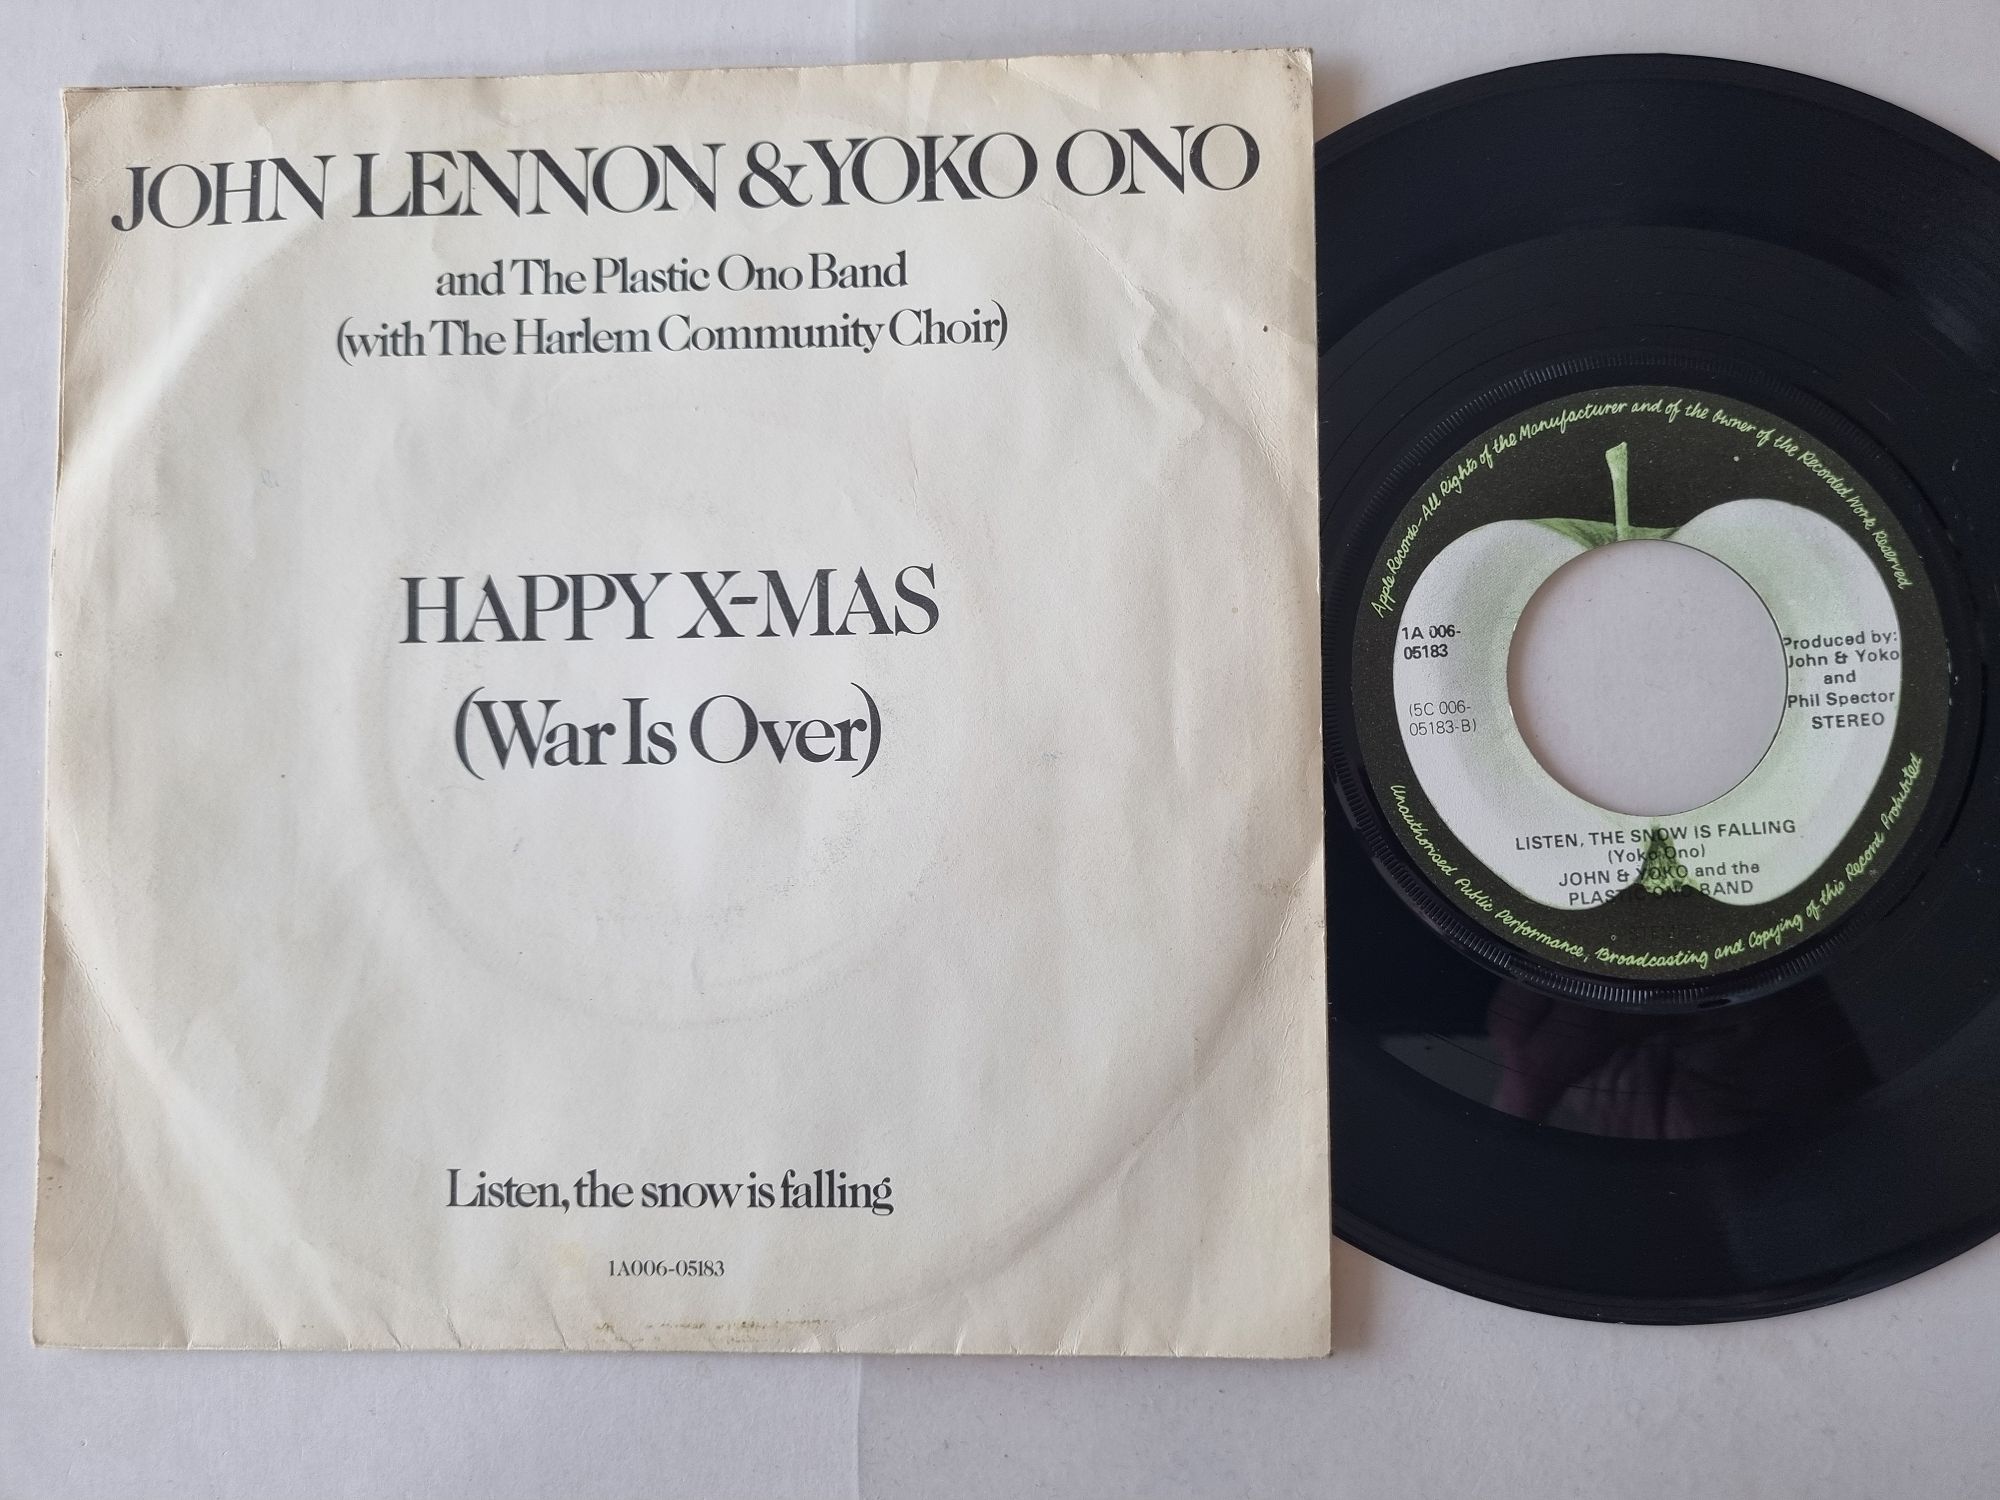 JOHN LENNON & YOKO ONO
and The Plastic Ono Band
(with The Harlem Community Choir)
HAPPY X-MAS
(War Is Over)
Listen, the snow is falling
1A006-05183
Apple Records-All Rights of the Manufacturer and of the Owner of the Recorded Work Reserved
1A 006-
05183
(5C 006-
05183-B)
Produced by:
John & Yoko
and
Phil Spector
STEREO
LISTEN, THE SNOW IS FALLING
(Yoko Ono)
JOHN & YOKO and the
PLASTIC ONO BAND
Unauthorised Public Performance, Broadcasting and Copying of this Record Prohibited